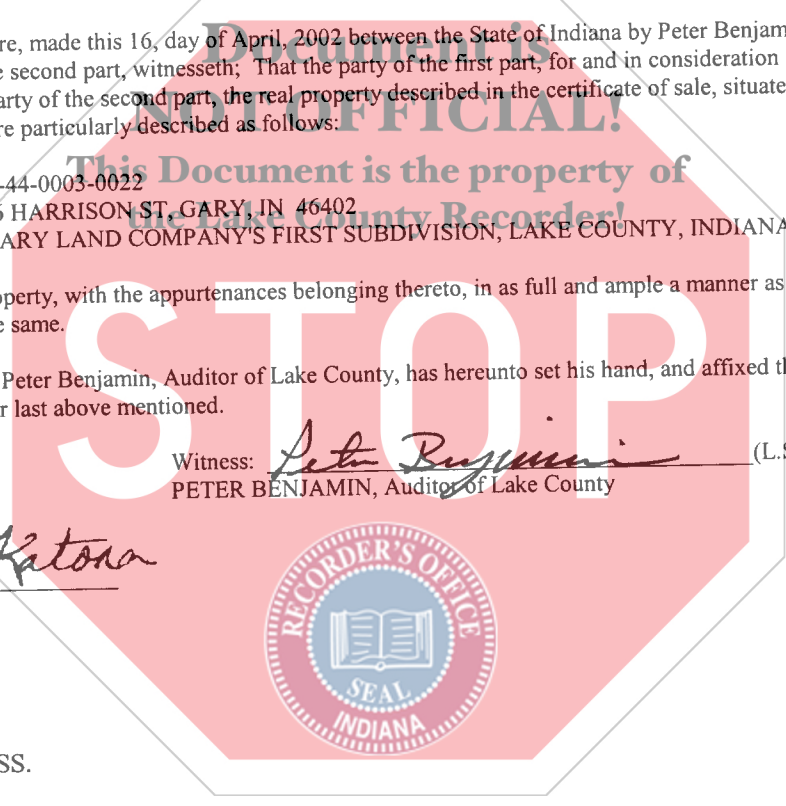 re, made this 16, day of April, 2002 between the State of Indiana by Peter Benjam
e second part, witnesseth; That the party of the first part, for and in consideration
arty of the second part, the real property described in the certificate of sale, situate
re particularly described as follows:
Document is
NOT OFFICIAL!
This Document is the property of
the Lake County Recorder!
-44-0003-0022
HARRISON ST, GARY, IN 46402
ARY LAND COMPANY'S FIRST SUBDIVISION, LAKE COUNTY, INDIANA
operty, with the appurtenances belonging thereto, in as full and ample a manner as
e same.
STOP
Peter Benjamin, Auditor of Lake County, has hereunto set his hand, and affixed th
r last above mentioned.
Witness: Peter Benjamin (L.S
PETER BENJAMIN, Auditor of Lake County
Katona
RECORDER'S OFFICE
SEAL
INDIANA
SS.